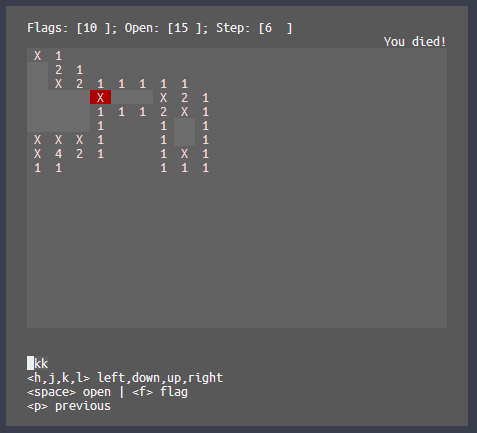 Flags: [10 ]; Open: [15 ]; Step: [6  ]
You died!
X 1
2 1
X 2 1 1 1 1 1
X X 2 1
1 1 1 2 X 1
1 1 1
X X X 1 1 1
X 4 2 1 1 X 1
1 1 1 1 1
kk
<h,j,k,l> left,down,up,right
<space> open | <f> flag
<p> previous